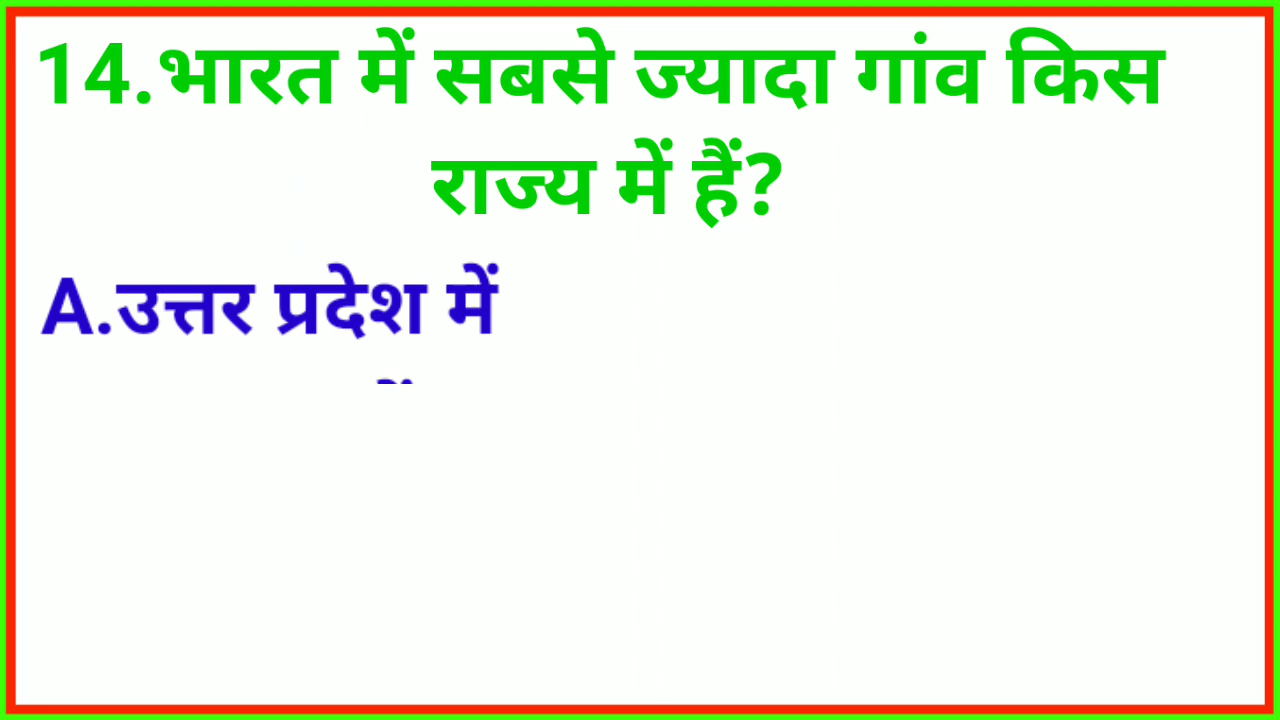 14.भारत में सबसे ज्यादा गांव किस
राज्य में हैं?
A.उत्तर प्रदेश में